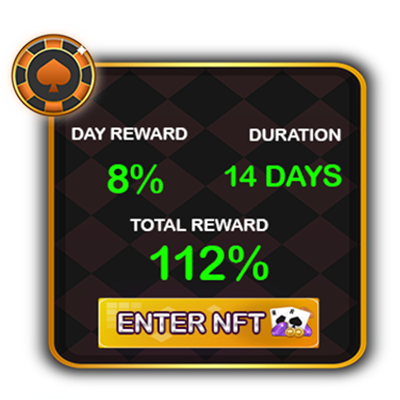 DAY REWARD
DURATION
8%
14 DAYS
TOTAL REWARD
112%
ENTER NFT